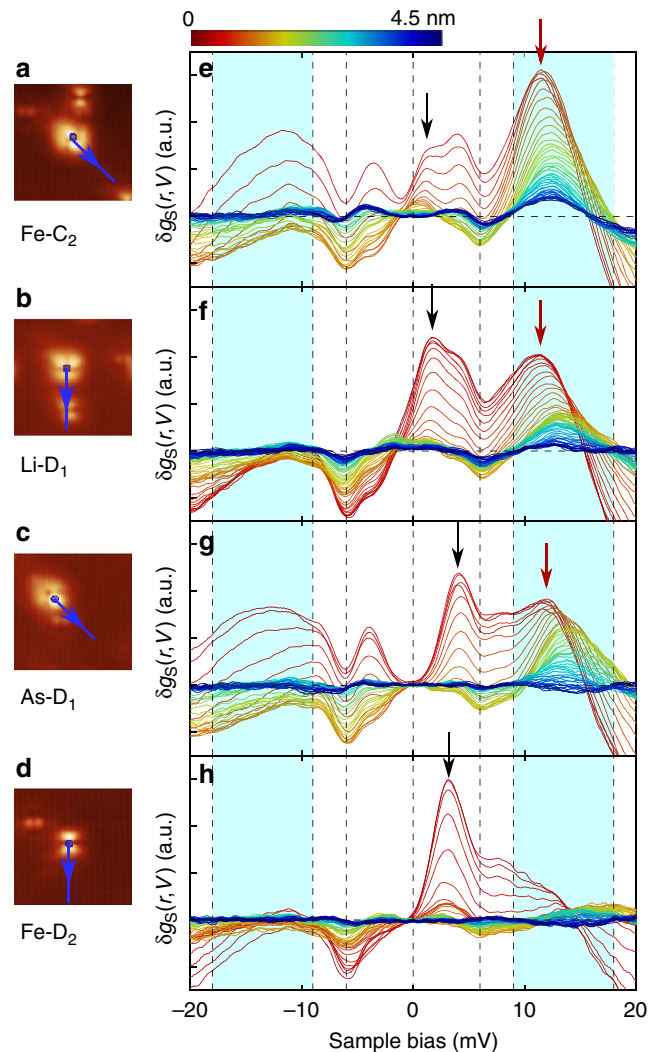 0 4.5 nm
a
Fe-C2
b
Li-D1
c
As-D1
d
Fe-D2
e
δgS(r, V) (a.u.)
f
δgS(r, V) (a.u.)
g
δgS(r, V) (a.u.)
h
δgS(r, V) (a.u.)
–20 –10 0 10 20
Sample bias (mV)